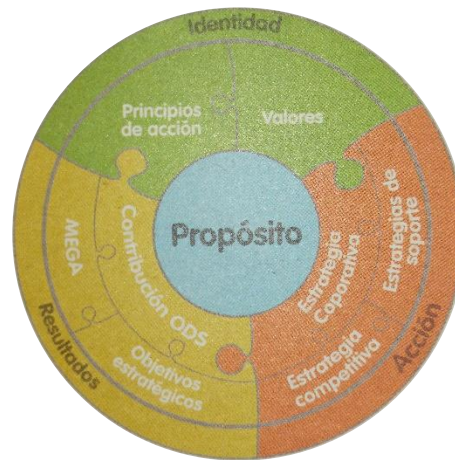 Identidad
Principios
de acción
Valores
Propósito
Estrategia
Coporativa
Estrategias de
soporte
Estrategia
competitiva
Acción
Contribución ODS
MEGA
Objetivos
estratégicos
Resultados